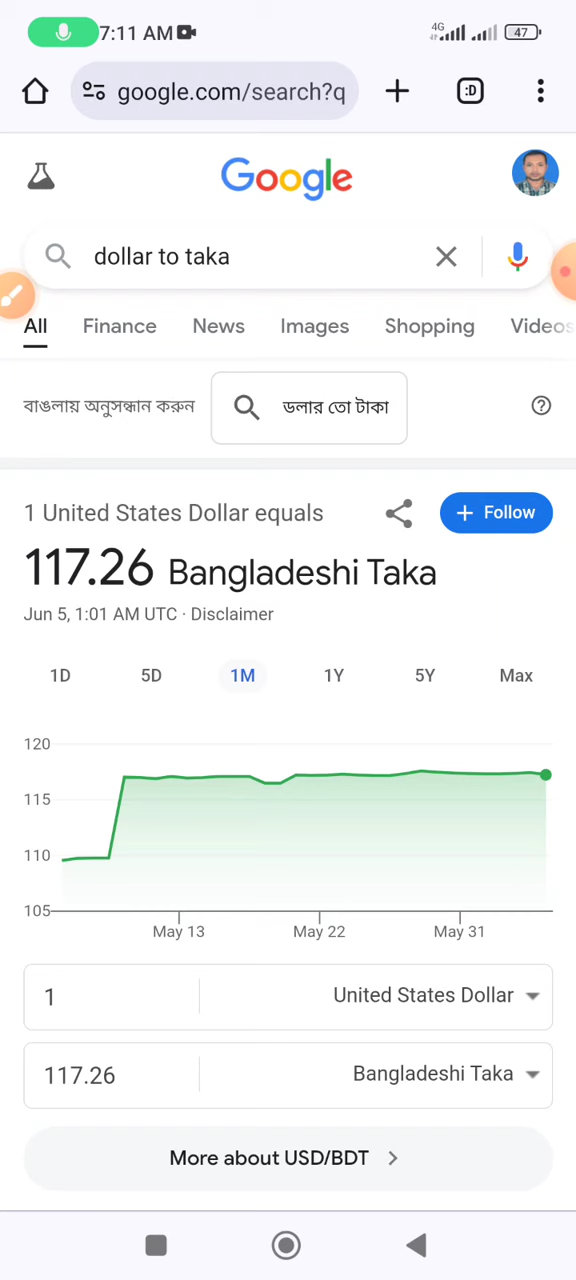 7:11 AM
4G
47
google.com/search?q
:D
Google
dollar to taka
All Finance News Images Shopping Videos
বাঙলায় অনুসন্ধান করুন
ডলার তো টাকা
1 United States Dollar equals
Follow
117.26 Bangladeshi Taka
Jun 5, 1:01 AM UTC · Disclaimer
1D 5D 1M 1Y 5Y Max
120
115
110
105
May 13 May 22 May 31
1 United States Dollar
117.26 Bangladeshi Taka
More about USD/BDT